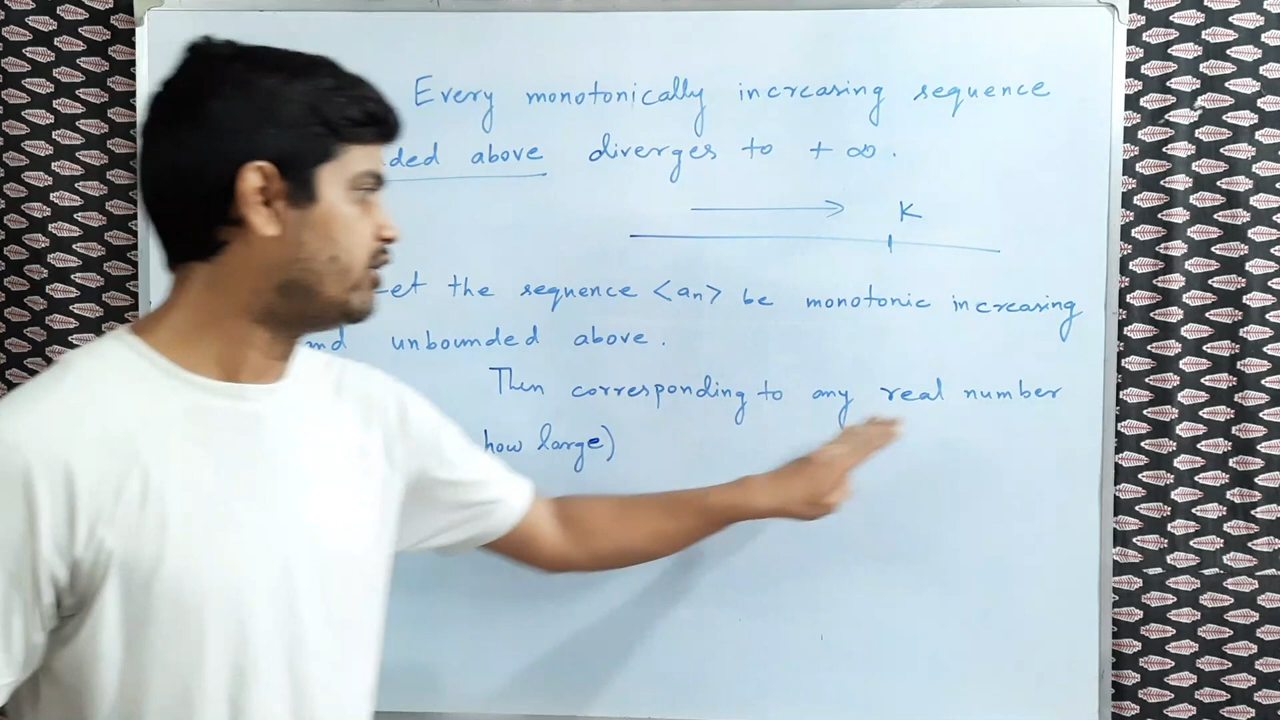 Every monotonically increasing sequence
ded above diverges to + ∞.
K
et the sequence <an> be monotonic increasing
nd unbounded above.
Then corresponding to any real number
how large)